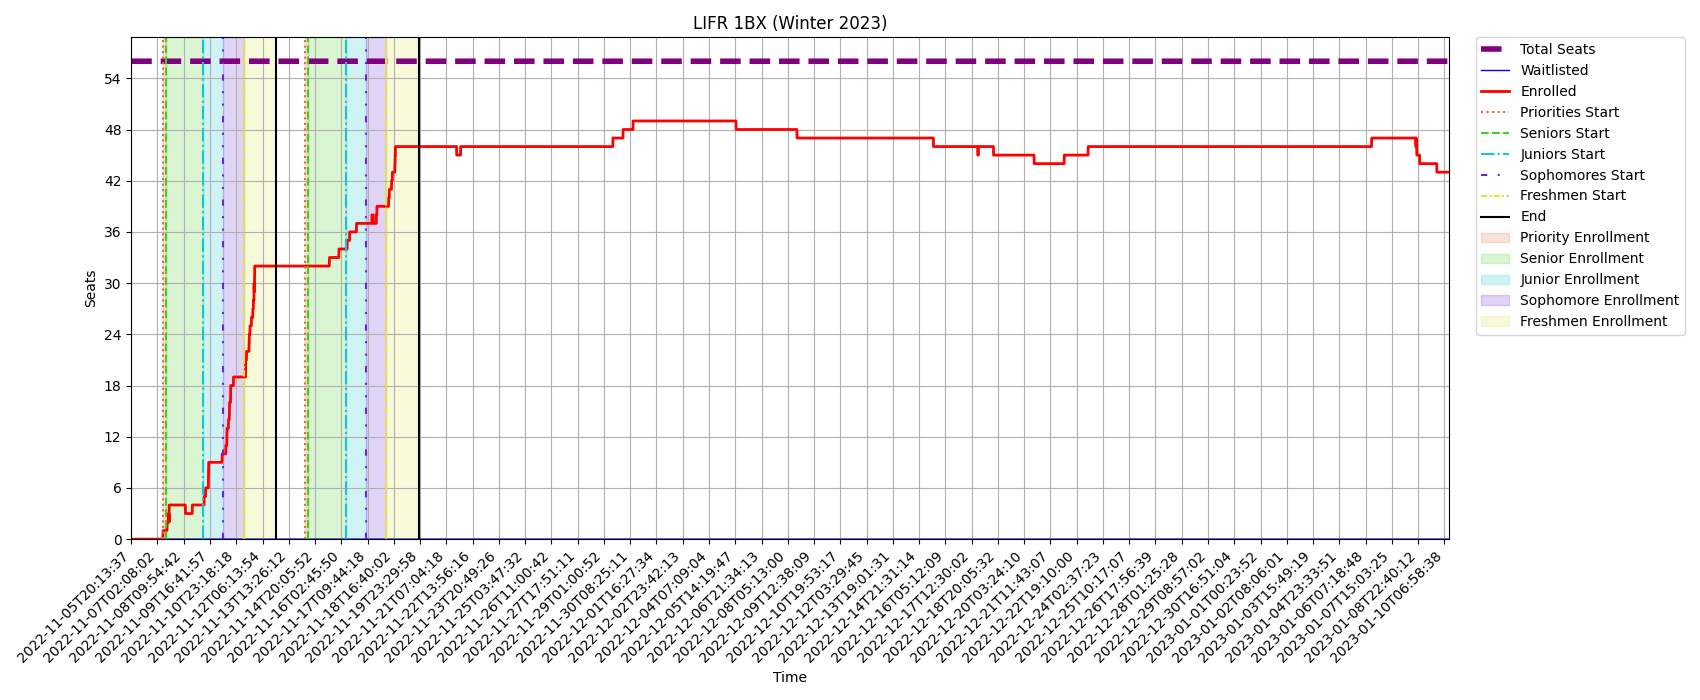 LIFR 1BX (Winter 2023)
Total Seats
Waitlisted
Enrolled
Priorities Start
Seniors Start
Juniors Start
Sophomores Start
Freshmen Start
End
Priority Enrollment
Senior Enrollment
Junior Enrollment
Sophomore Enrollment
Freshmen Enrollment
Seats
54
48
42
36
30
24
18
12
6
0
2022-11-05T20:13:37
2022-11-07T02:08:02
2022-11-08T09:54:42
2022-11-09T16:41:57
2022-11-10T23:18:18
2022-11-12T06:13:54
2022-11-13T13:26:12
2022-11-14T20:05:52
2022-11-16T02:45:50
2022-11-17T09:44:18
2022-11-18T16:40:02
2022-11-19T23:29:58
2022-11-21T07:04:18
2022-11-22T13:56:16
2022-11-23T20:49:26
2022-11-25T03:47:32
2022-11-26T11:00:42
2022-11-27T17:51:11
2022-11-29T01:00:52
2022-11-30T08:25:11
2022-12-01T16:27:34
2022-12-02T23:42:13
2022-12-04T07:09:04
2022-12-05T14:19:47
2022-12-06T21:34:13
2022-12-08T05:13:00
2022-12-09T12:38:09
2022-12-10T19:53:17
2022-12-12T03:29:45
2022-12-13T19:01:31
2022-12-14T21:31:14
2022-12-16T05:12:09
2022-12-17T12:30:02
2022-12-18T20:05:32
2022-12-20T03:24:10
2022-12-21T11:43:07
2022-12-22T19:10:00
2022-12-24T02:37:23
2022-12-25T10:17:07
2022-12-26T17:56:39
2022-12-28T01:25:28
2022-12-29T08:57:02
2022-12-30T16:51:04
2023-01-01T00:23:52
2023-01-02T08:06:01
2023-01-03T15:49:19
2023-01-04T23:33:51
2023-01-06T07:18:48
2023-01-07T15:03:25
2023-01-08T22:40:12
2023-01-10T06:58:38
Time